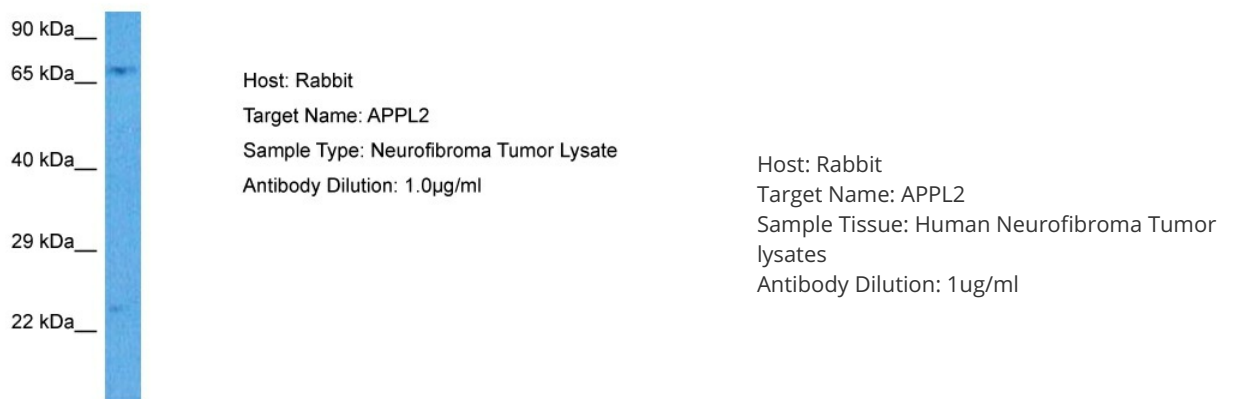 90 kDa__
65 kDa__
40 kDa__
29 kDa__
22 kDa__
Host: Rabbit
Target Name: APPL2
Sample Type: Neurofibroma Tumor Lysate
Antibody Dilution: 1.0µg/ml
Host: Rabbit
Target Name: APPL2
Sample Tissue: Human Neurofibroma Tumor
lysates
Antibody Dilution: 1ug/ml